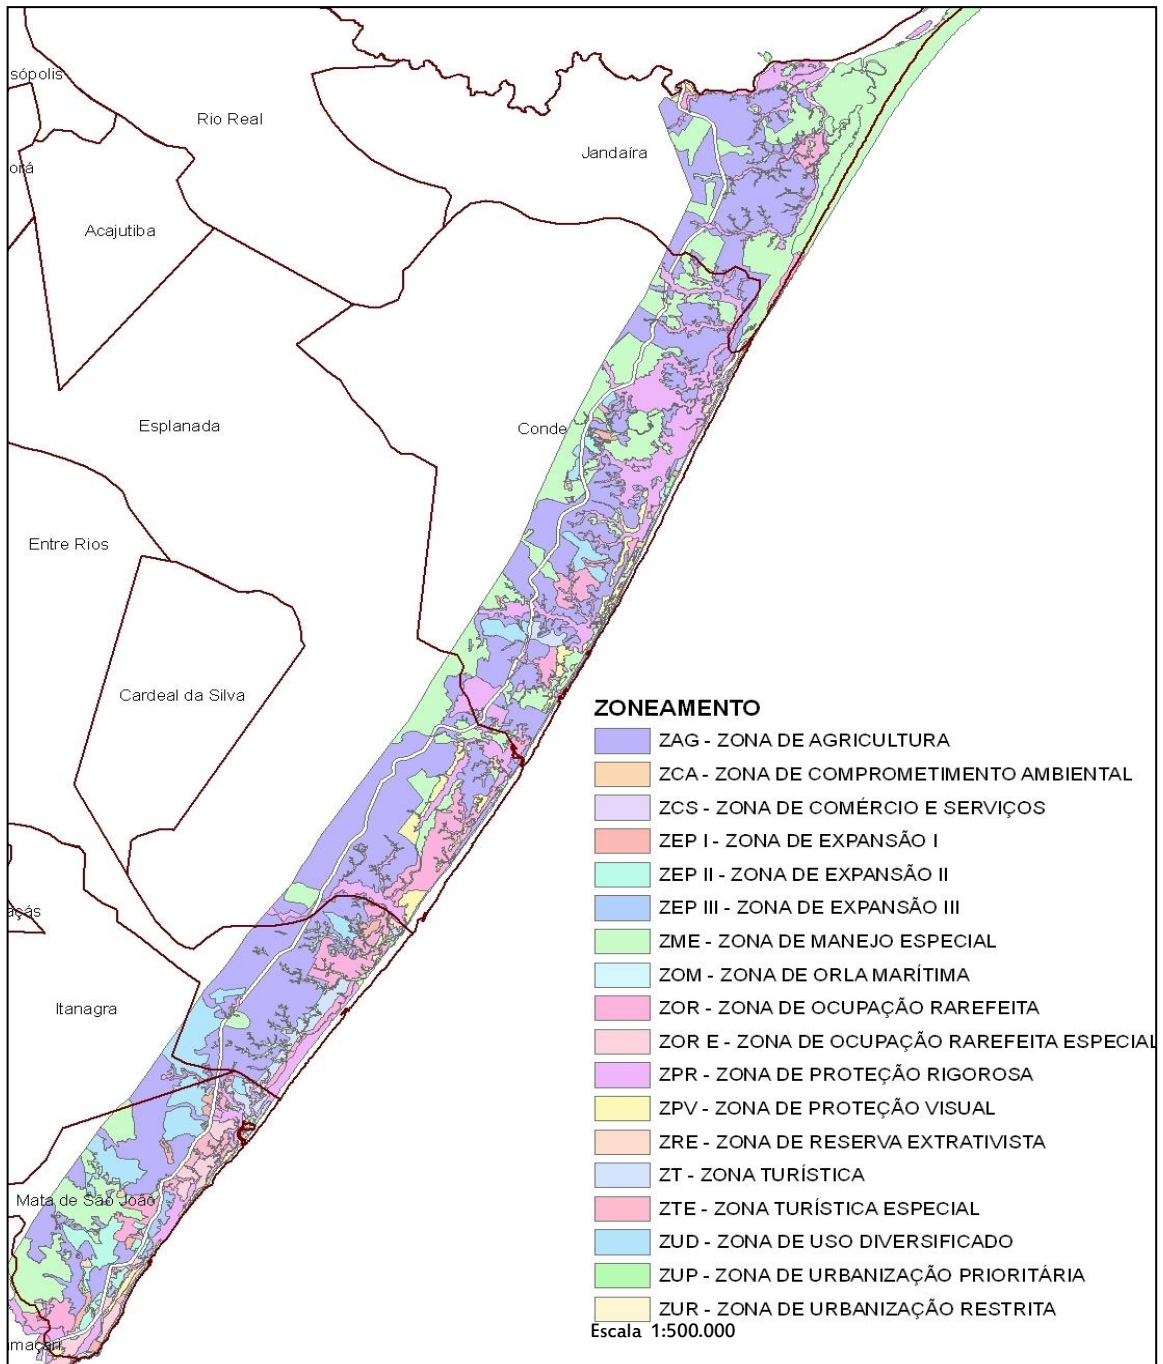 sópolis
Rio Real
Jandaíra
orá
Acajutiba
Esplanada
Conde
Entre Rios
Cardeal da Silva
açás
Itanagra
Mata de São João
maçari
ZONEAMENTO
ZAG - ZONA DE AGRICULTURA
ZCA - ZONA DE COMPROMETIMENTO AMBIENTAL
ZCS - ZONA DE COMÉRCIO E SERVIÇOS
ZEP I - ZONA DE EXPANSÃO I
ZEP II - ZONA DE EXPANSÃO II
ZEP III - ZONA DE EXPANSÃO III
ZME - ZONA DE MANEJO ESPECIAL
ZOM - ZONA DE ORLA MARÍTIMA
ZOR - ZONA DE OCUPAÇÃO RAREFEITA
ZOR E - ZONA DE OCUPAÇÃO RAREFEITA ESPECIAL
ZPR - ZONA DE PROTEÇÃO RIGOROSA
ZPV - ZONA DE PROTEÇÃO VISUAL
ZRE - ZONA DE RESERVA EXTRATIVISTA
ZT - ZONA TURÍSTICA
ZTE - ZONA TURÍSTICA ESPECIAL
ZUD - ZONA DE USO DIVERSIFICADO
ZUP - ZONA DE URBANIZAÇÃO PRIORITÁRIA
ZUR - ZONA DE URBANIZAÇÃO RESTRITA
Escala 1:500.000